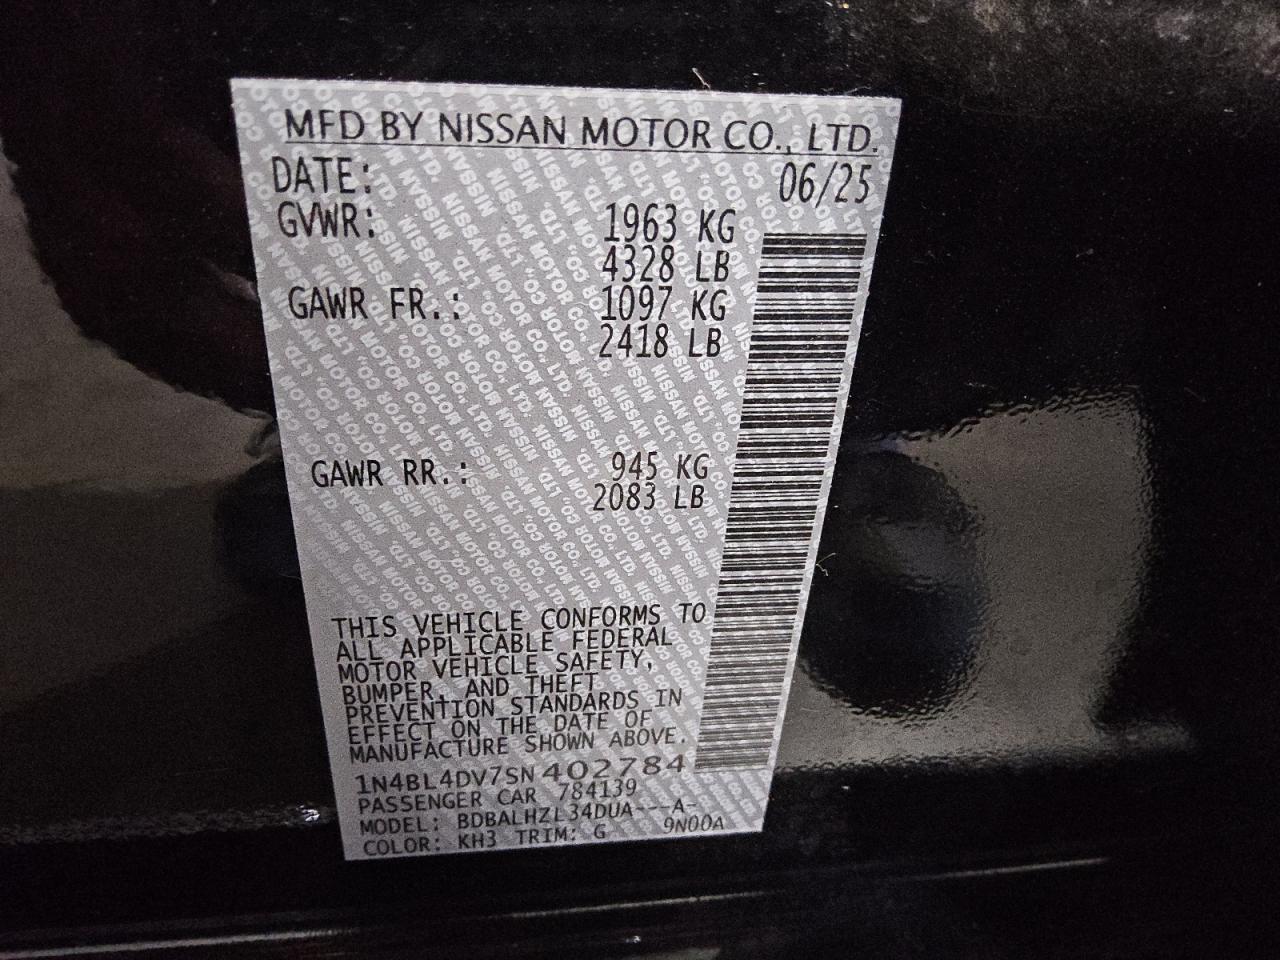 MFD BY NISSAN MOTOR CO., LTD.
DATE: 06/25
GVWR: 1963 KG
4328 LB
GAWR FR.: 1097 KG
2418 LB
GAWR RR.: 945 KG
2083 LB
THIS VEHICLE CONFORMS TO
ALL APPLICABLE FEDERAL
MOTOR VEHICLE SAFETY,
BUMPER, AND THEFT
PREVENTION STANDARDS IN
EFFECT ON THE DATE OF
MANUFACTURE SHOWN ABOVE.
1N4BL4DV7SN402784
PASSENGER CAR 784139
MODEL: BDBALHZL34DUA---A-
COLOR: KH3 TRIM: G 9N00A